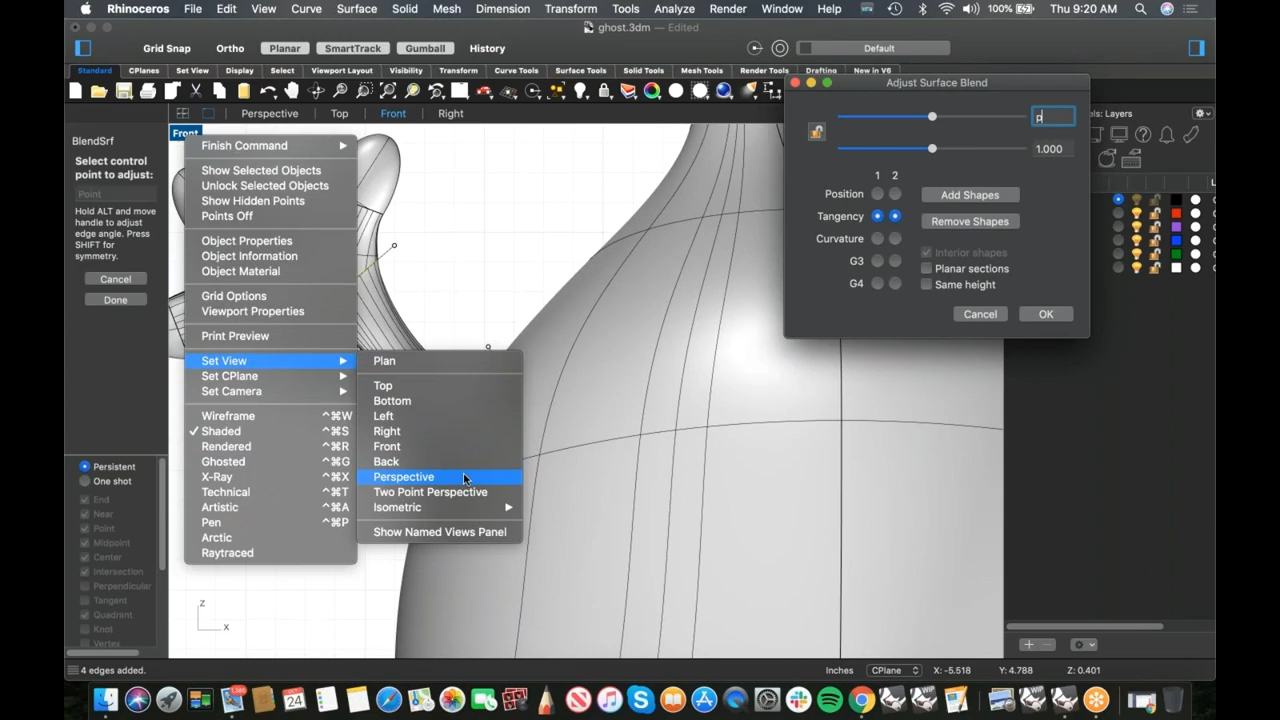 Rhinoceros File Edit View Curve Surface Solid Mesh Dimension Transform Tools Analyze Render Window Help 100% Thu 9:20 AM
ghost.3dm — Edited
Grid Snap Ortho Planar SmartTrack Gumball History Default
Standard CPlanes Set View Display Select Viewport Layout Visibility Transform Curve Tools Surface Tools Solid Tools Mesh Tools Render Tools Drafting New in V6
Perspective Top Front Right
Front
BlendSrf
Select control
point to adjust:
Point
Hold ALT and move
handle to adjust
edge angle. Press
SHIFT for
symmetry.
Cancel
Done
Persistent
One shot
End
Near
Point
Midpoint
Center
Intersection
Perpendicular
Tangent
Quadrant
Knot
Vertex
Finish Command
Show Selected Objects
Unlock Selected Objects
Show Hidden Points
Points Off
Object Properties
Object Information
Object Material
Grid Options
Viewport Properties
Print Preview
Set View
Set CPlane
Set Camera
Wireframe ^⌘W
✓ Shaded ^⌘S
Rendered ^⌘R
Ghosted ^⌘G
X-Ray ^⌘X
Technical ^⌘T
Artistic ^⌘A
Pen ^⌘P
Arctic
Raytraced
Plan
Top
Bottom
Left
Right
Front
Back
Perspective
Two Point Perspective
Isometric
Show Named Views Panel
Adjust Surface Blend
p
1.000
1 2
Position
Tangency
Curvature
G3
G4
Add Shapes
Remove Shapes
Interior shapes
Planar sections
Same height
Cancel OK
els: Layers
L
z
x
4 edges added. Inches CPlane X: -5.518 Y: 4.788 Z: 0.401
24